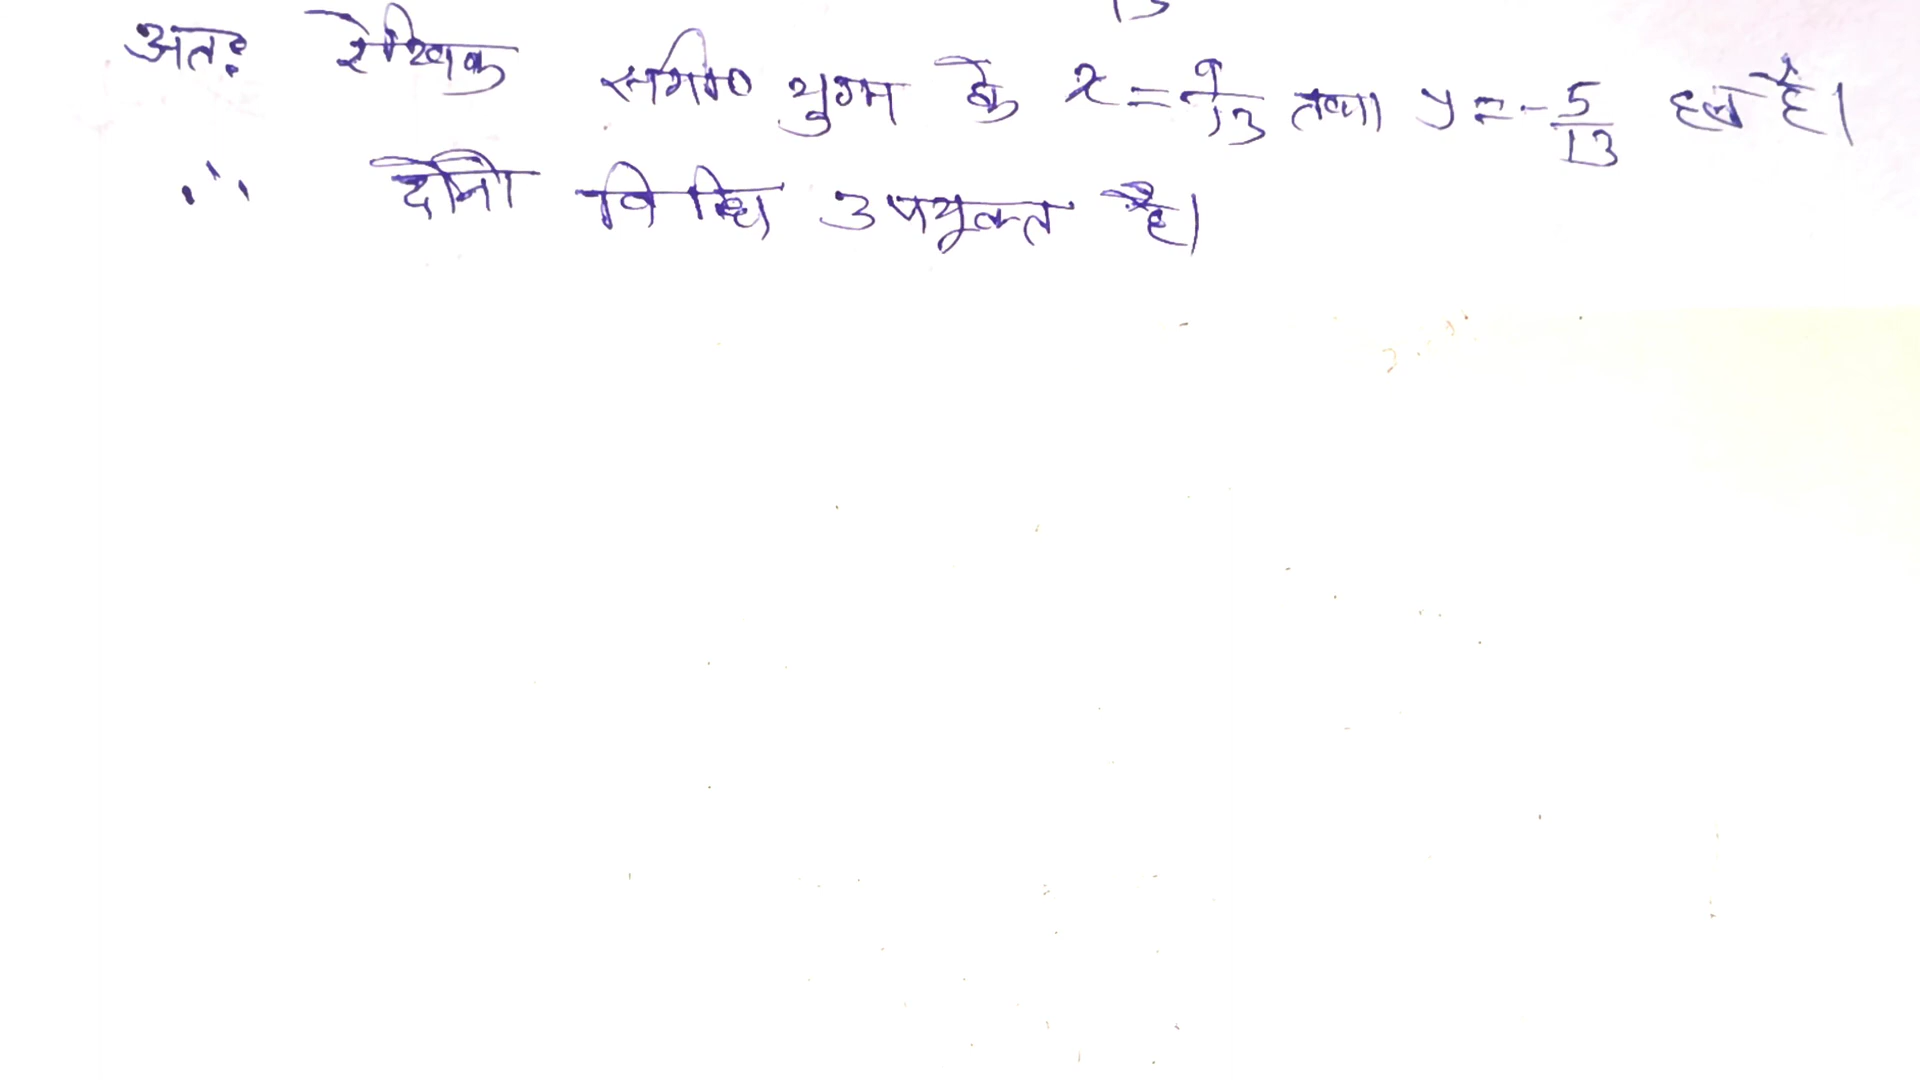 अतः रेखिक समी० युग्म के x = 9/13 तथा y = -5/13 हल है।
∴ दोनो विधि उपयुक्त है।